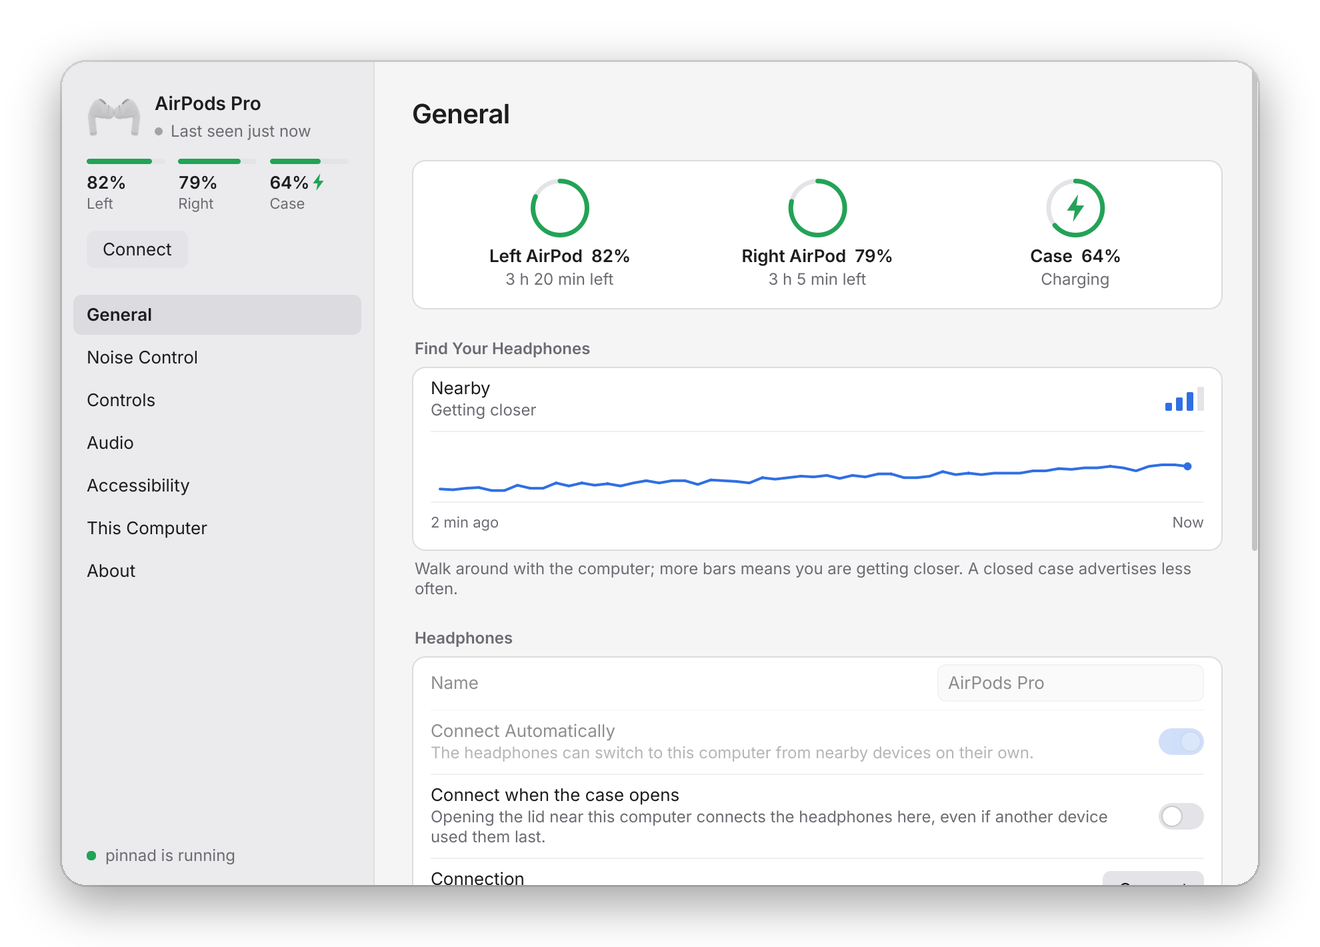 AirPods Pro
Last seen just now
82%
Left
79%
Right
64%
Case
Connect
General
Noise Control
Controls
Audio
Accessibility
This Computer
About
pinnad is running
General
Left AirPod 82%
3 h 20 min left
Right AirPod 79%
3 h 5 min left
Case 64%
Charging
Find Your Headphones
Nearby
Getting closer
2 min ago
Now
Walk around with the computer; more bars means you are getting closer. A closed case advertises less
often.
Headphones
Name
AirPods Pro
Connect Automatically
The headphones can switch to this computer from nearby devices on their own.
Connect when the case opens
Opening the lid near this computer connects the headphones here, even if another device
used them last.
Connection